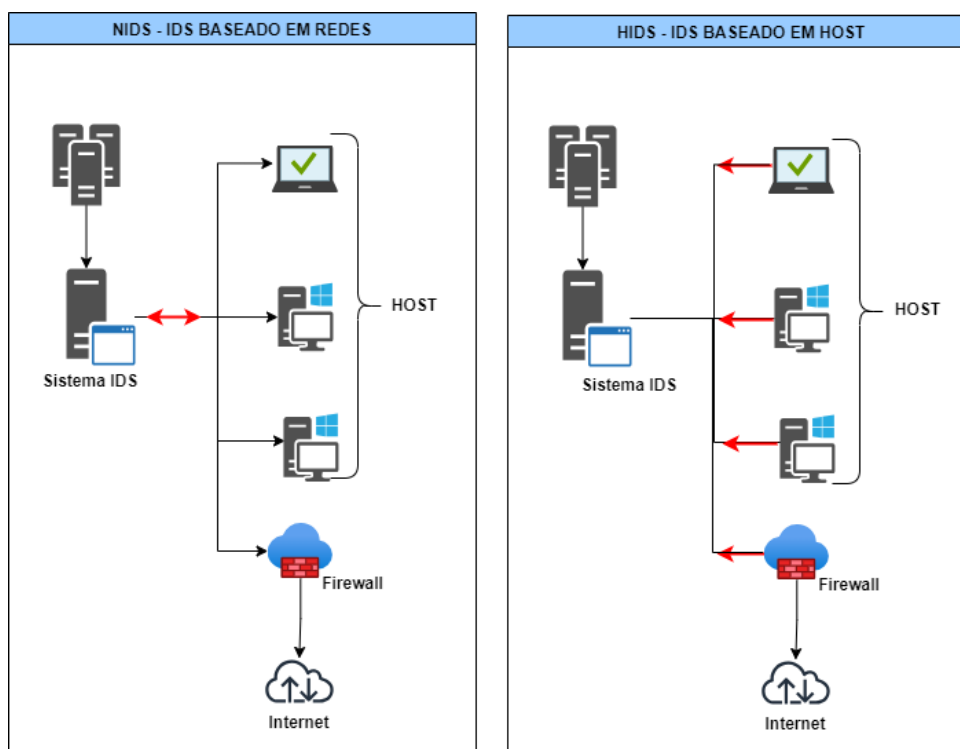 NIDS - IDS BASEADO EM REDES
HOST
Sistema IDS
Firewall
Internet
HIDS - IDS BASEADO EM HOST
HOST
Sistema IDS
Firewall
Internet